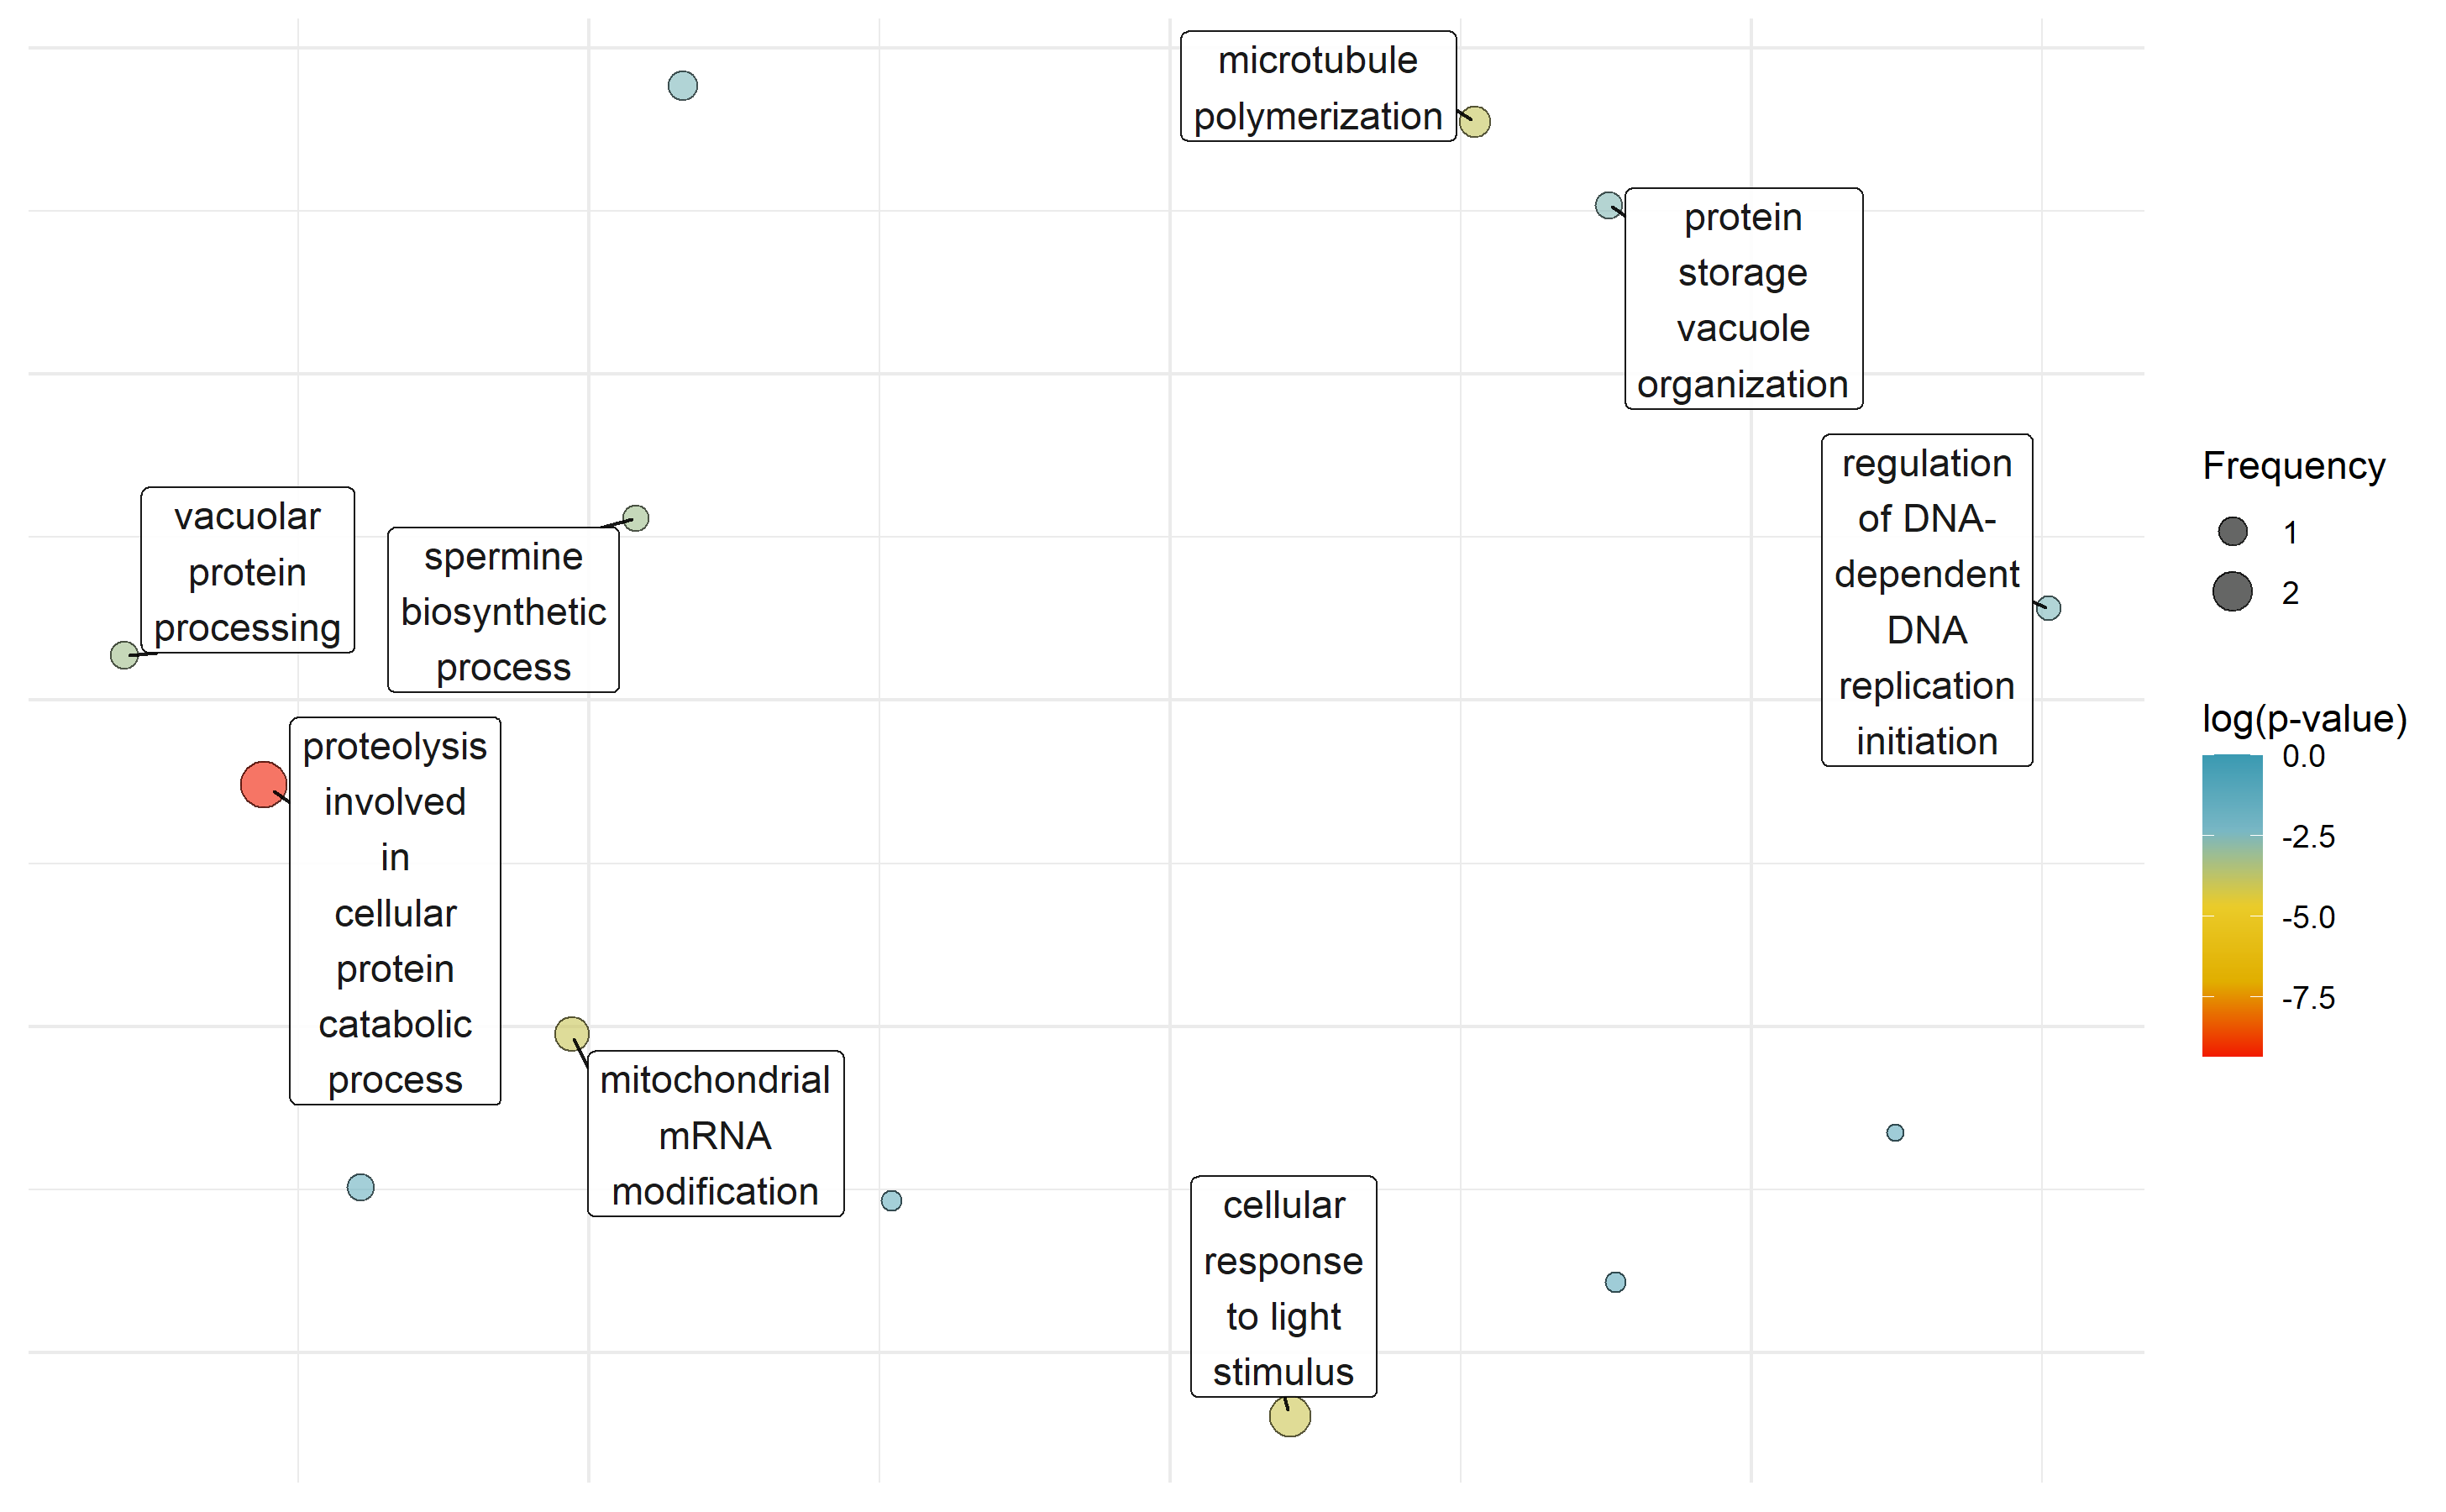 microtubule
polymerization
protein
storage
vacuole
organization
regulation
of DNA-
dependent
DNA
replication
initiation
vacuolar
protein
processing
spermine
biosynthetic
process
proteolysis
involved
in
cellular
protein
catabolic
process
mitochondrial
mRNA
modification
cellular
response
to light
stimulus
Frequency
1
2
log(p-value)
0.0
-2.5
-5.0
-7.5